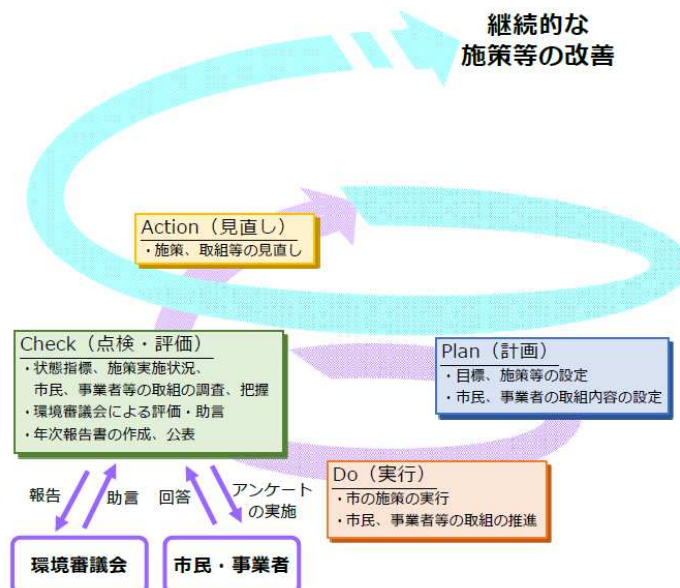 継続的な
施策等の改善
Action（見直し）
・施策、取組等の見直し
Check（点検・評価）
・状態指標、施策実施状況、
市民、事業者等の取組の調査、把握
・環境審議会による評価・助言
・年次報告書の作成、公表
Plan（計画）
・目標、施策等の設定
・市民、事業者の取組内容の設定
Do（実行）
・市の施策の実行
・市民、事業者等の取組の推進
報告
助言
回答
アンケート
の実施
環境審議会
市民・事業者